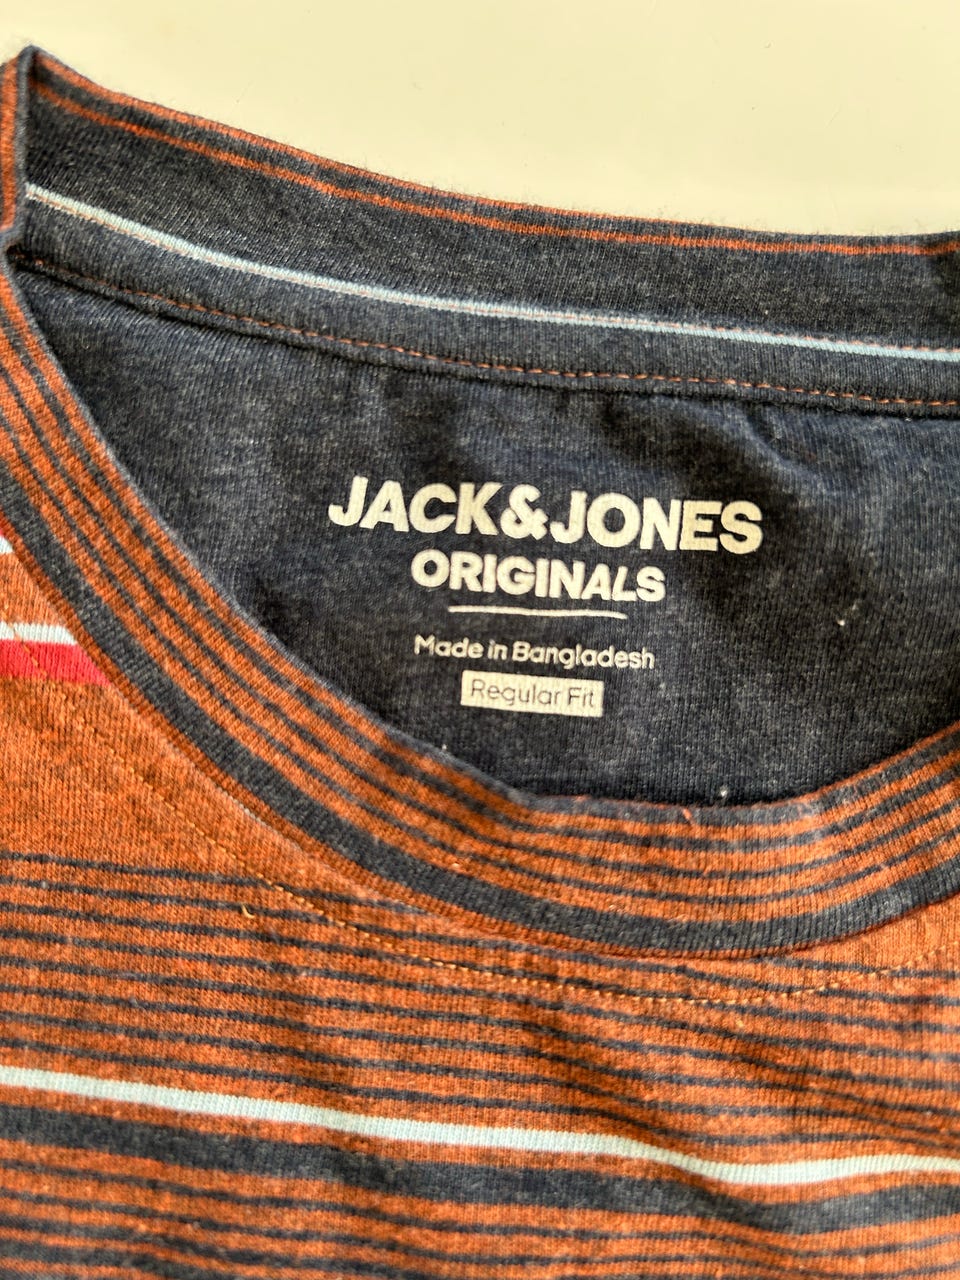 JACK&JONES
ORIGINALS
Made in Bangladesh
Regular Fit